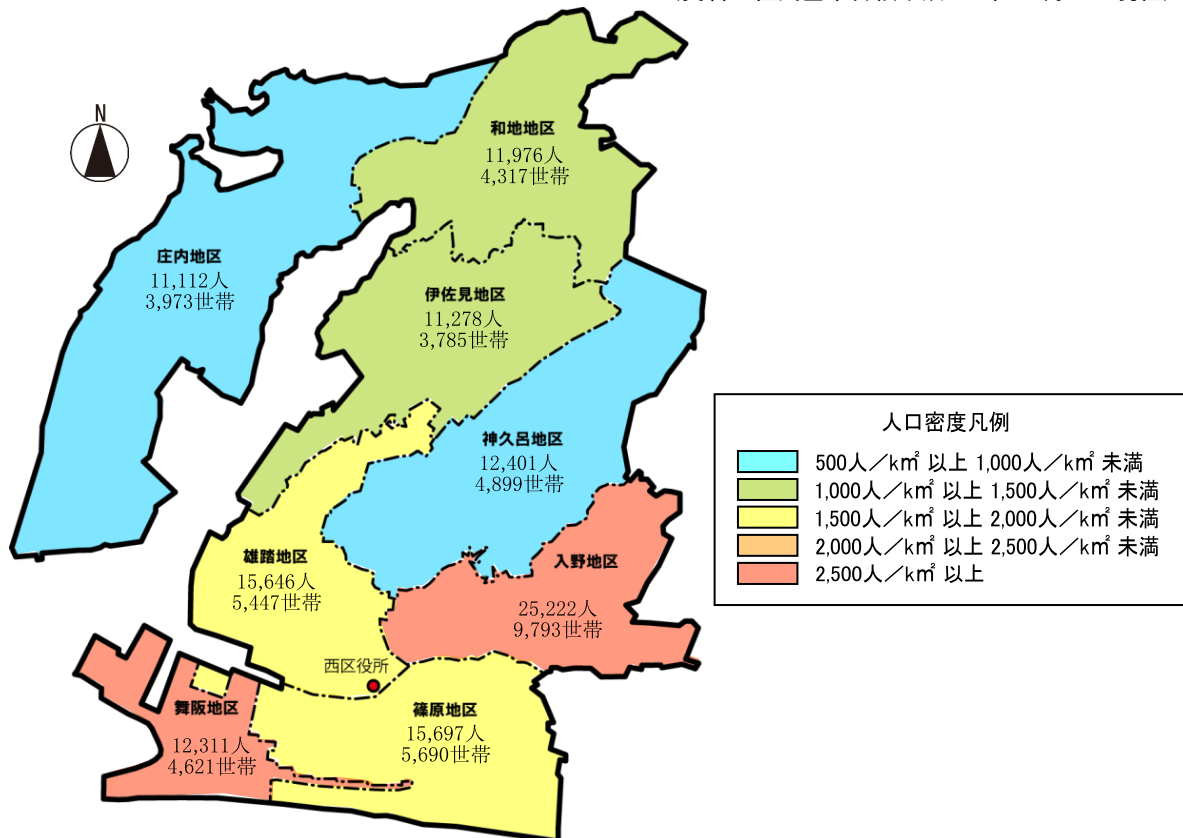 N
和地地区
11,976人
4,317世帯
庄内地区
11,112人
3,973世帯
伊佐見地区
11,278人
3,785世帯
神久呂地区
12,401人
4,899世帯
雄踏地区
15,646人
5,447世帯
入野地区
25,222人
9,793世帯
西区役所
舞阪地区
12,311人
4,621世帯
篠原地区
15,697人
5,690世帯
人口密度凡例
500人／k㎡ 以上 1,000人／k㎡ 未満
1,000人／k㎡ 以上 1,500人／k㎡ 未満
1,500人／k㎡ 以上 2,000人／k㎡ 未満
2,000人／k㎡ 以上 2,500人／k㎡ 未満
2,500人／k㎡ 以上